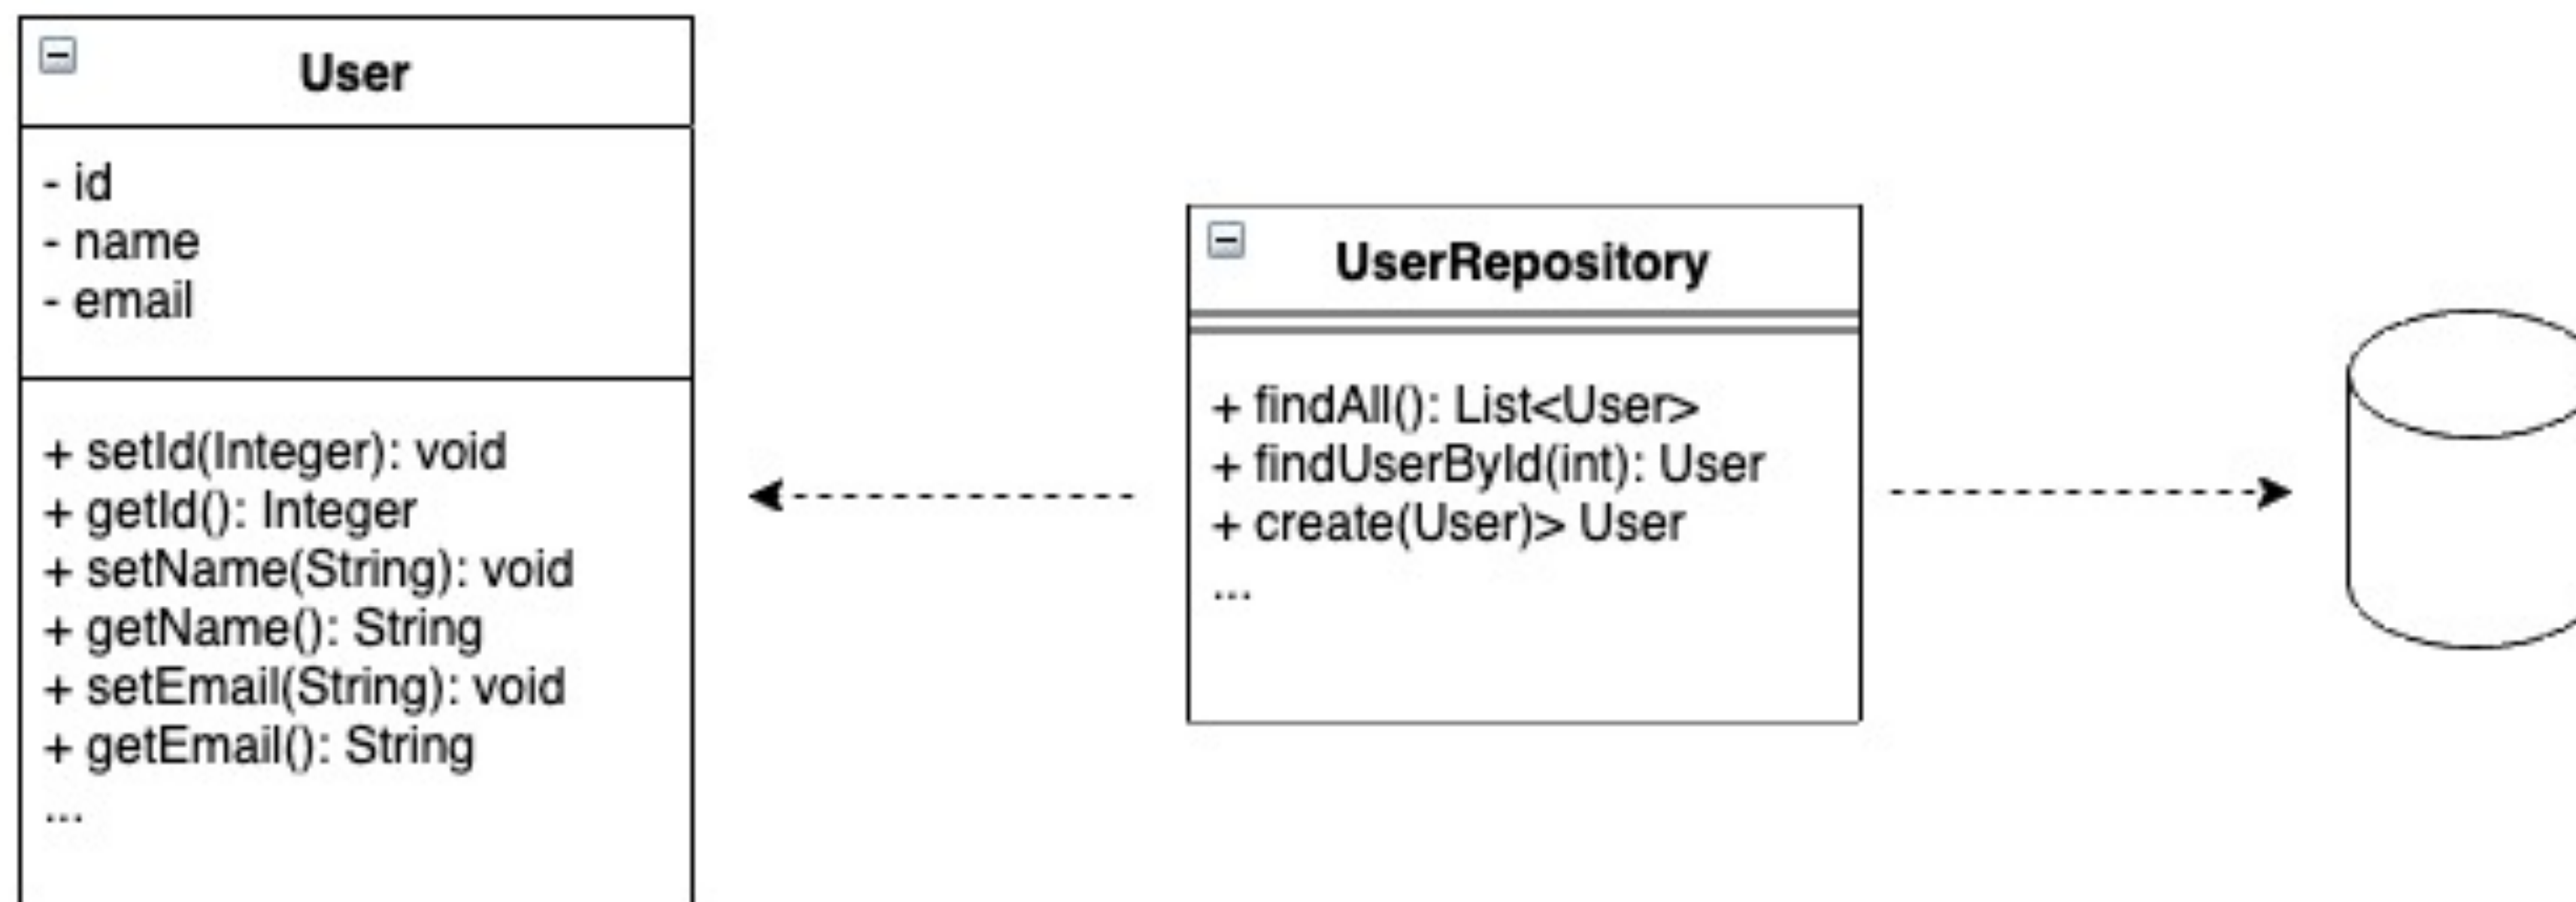 User
- id
- name
- email
+ setId(Integer): void
+ getId(): Integer
+ setName(String): void
+ getName(): String
+ setEmail(String): void
+ getEmail(): String
...
UserRepository
+ findAll(): List<User>
+ findUserById(int): User
+ create(User)> User
...